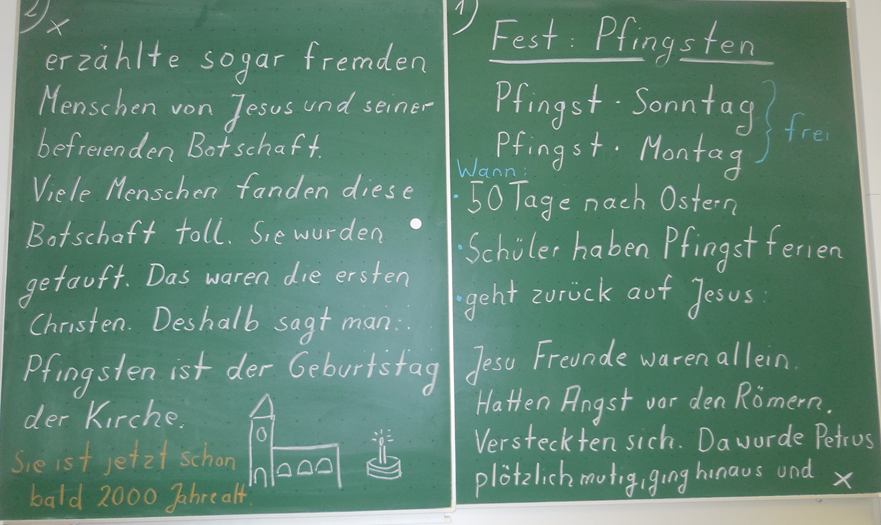 1)
Fest: Pfingsten
Pfingst-Sonntag
Pfingst-Montag
frei
Wann:
• 50 Tage nach Ostern
• Schüler haben Pfingstferien
• geht zurück auf Jesus:
Jesu Freunde waren allein.
Hatten Angst vor den Römern.
Versteckten sich. Da wurde Petrus
plötzlich mutig, ging hinaus und x
2)
x
erzählte sogar fremden
Menschen von Jesus und seiner
befreienden Botschaft.
Viele Menschen fanden diese
Botschaft toll. Sie wurden
getauft. Das waren die ersten
Christen. Deshalb sagt man:
Pfingsten ist der Geburtstag
der Kirche.
Sie ist jetzt schon
bald 2000 Jahre alt.